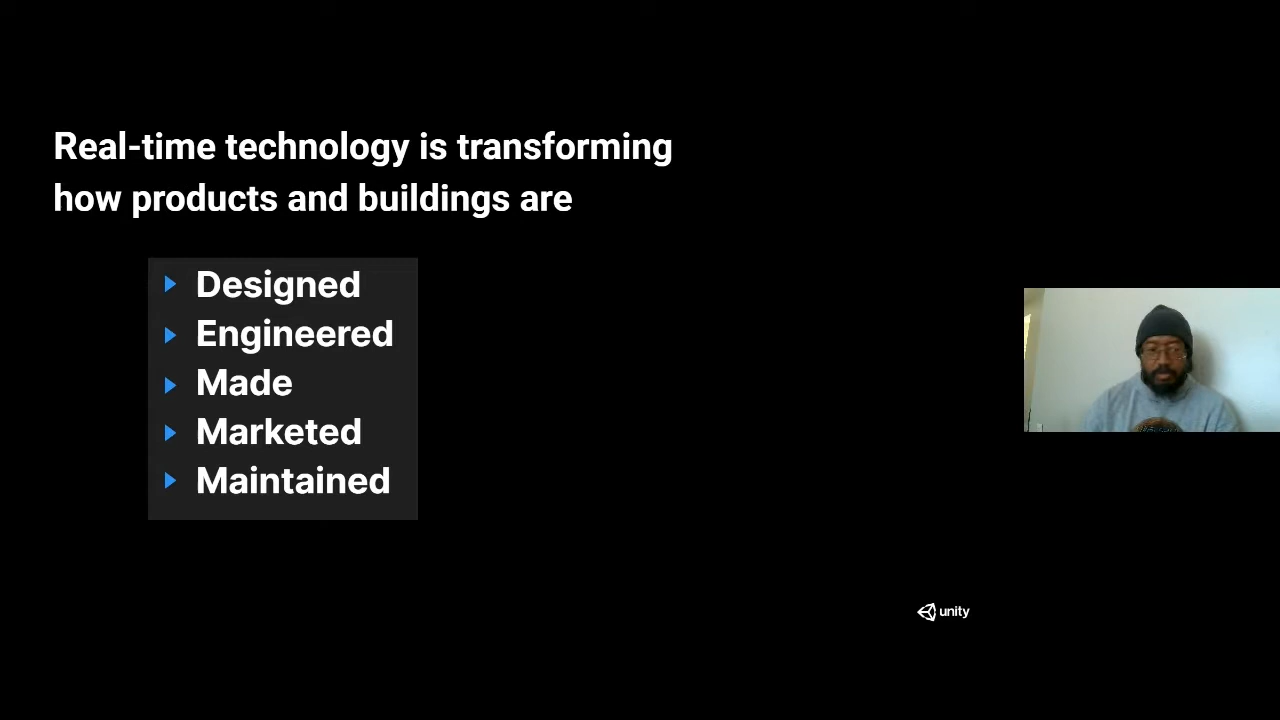 Real-time technology is transforming
how products and buildings are
Designed
Engineered
Made
Marketed
Maintained
unity